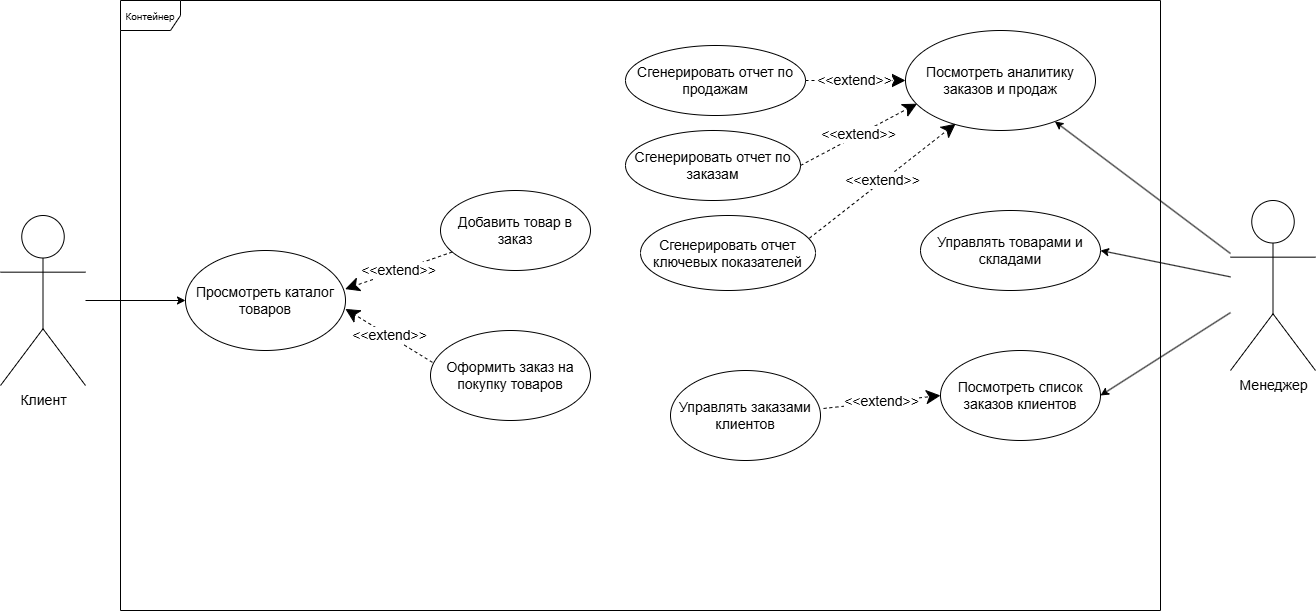 Контейнер
Сгенерировать отчет по
продажам
<<extend>>
Посмотреть аналитику
заказов и продаж
<<extend>>
Сгенерировать отчет по
заказам
<<extend>>
Сгенерировать отчет
ключевых показателей
Управлять товарами и
складами
Добавить товар в
заказ
<<extend>>
Просмотреть каталог
товаров
<<extend>>
Оформить заказ на
покупку товаров
Клиент
Управлять заказами
клиентов
<<extend>>
Посмотреть список
заказов клиентов
Менеджер